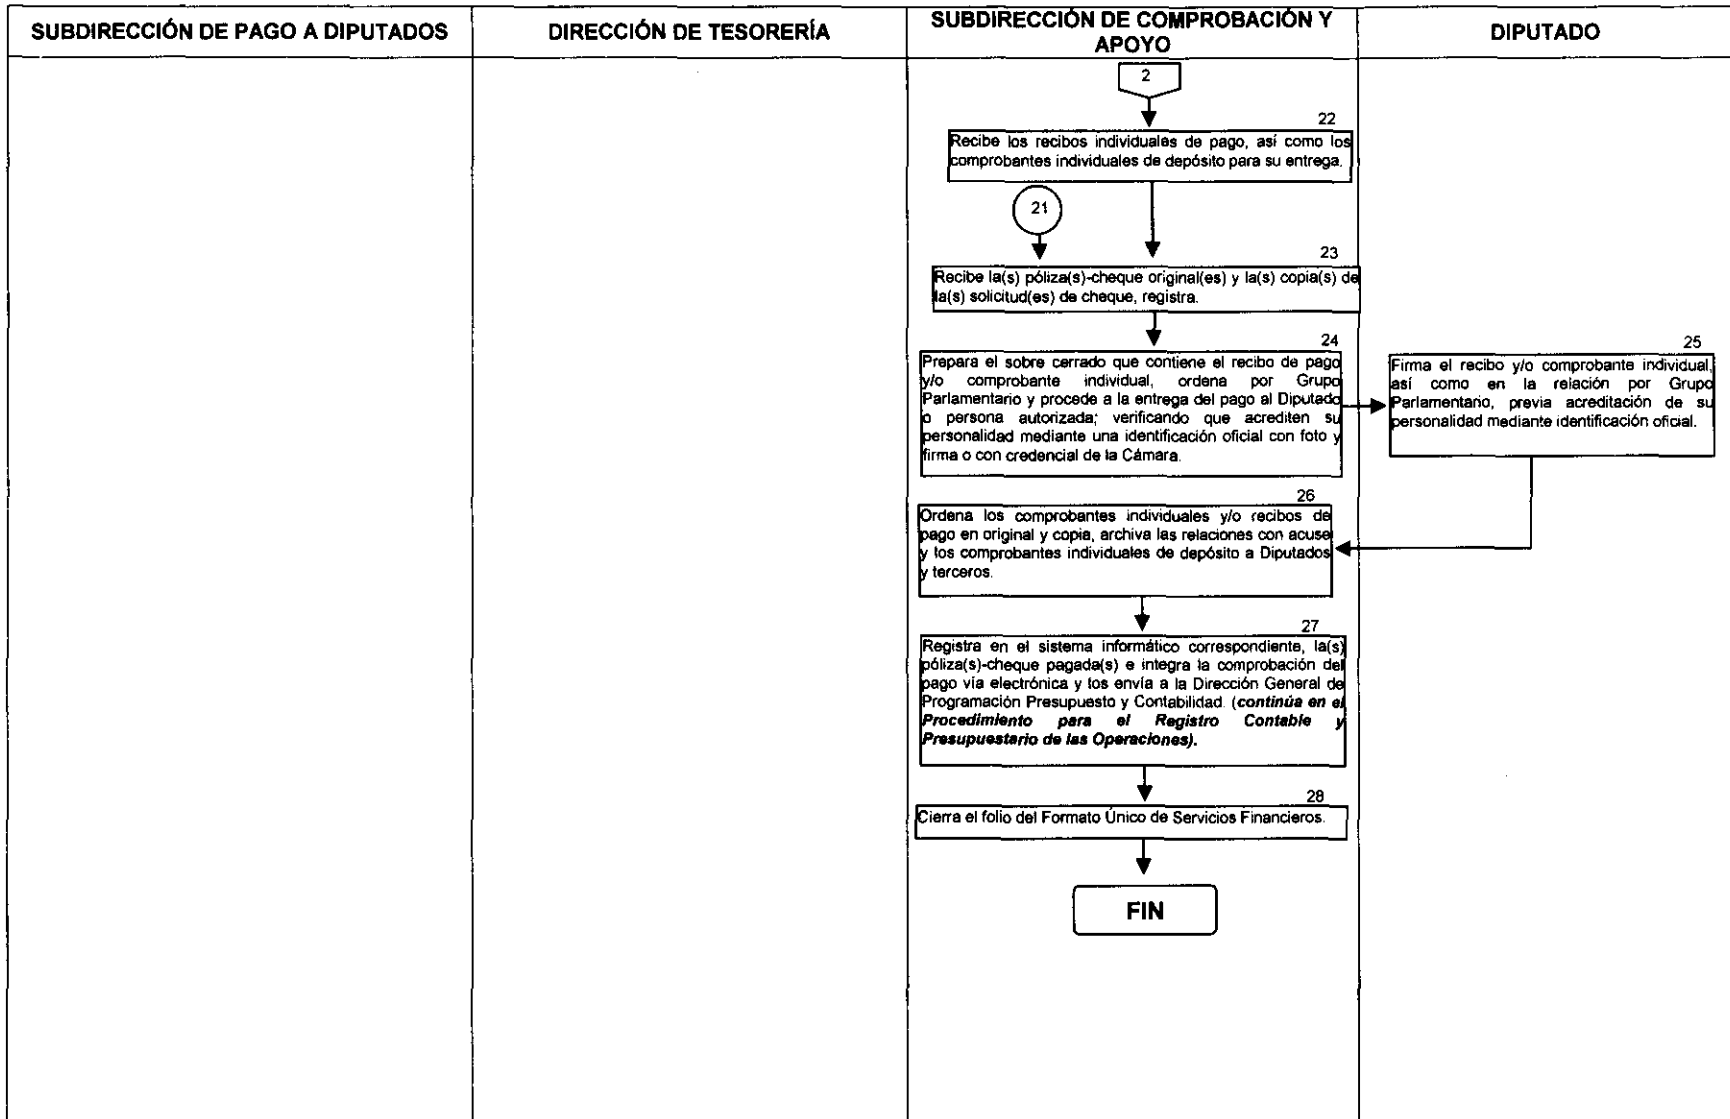 SUBDIRECCIÓN DE PAGO A DIPUTADOS
DIRECCIÓN DE TESORERÍA
SUBDIRECCIÓN DE COMPROBACIÓN Y
APOYO
DIPUTADO
2
22
Recibe los recibos individuales de pago, así como los
comprobantes individuales de depósito para su entrega.
21
23
Recibe la(s) póliza(s)-cheque original(es) y la(s) copia(s) de
la(s) solicitud(es) de cheque, registra.
24
Prepara el sobre cerrado que contiene el recibo de pago
y/o comprobante individual, ordena por Grupo
Parlamentario y procede a la entrega del pago al Diputado
o persona autorizada; verificando que acrediten su
personalidad mediante una identificación oficial con foto y
firma o con credencial de la Cámara.
25
Firma el recibo y/o comprobante individual,
así como en la relación por Grupo
Parlamentario, previa acreditación de su
personalidad mediante identificación oficial.
26
Ordena los comprobantes individuales y/o recibos de
pago en original y copia, archiva las relaciones con acuse
y los comprobantes individuales de depósito a Diputados
y terceros.
27
Registra en el sistema informático correspondiente, la(s)
póliza(s)-cheque pagada(s) e integra la comprobación del
pago vía electrónica y los envía a la Dirección General de
Programación Presupuesto y Contabilidad. (continúa en el
Procedimiento para el Registro Contable y
Presupuestario de las Operaciones).
28
Cierra el folio del Formato Único de Servicios Financieros.
FIN